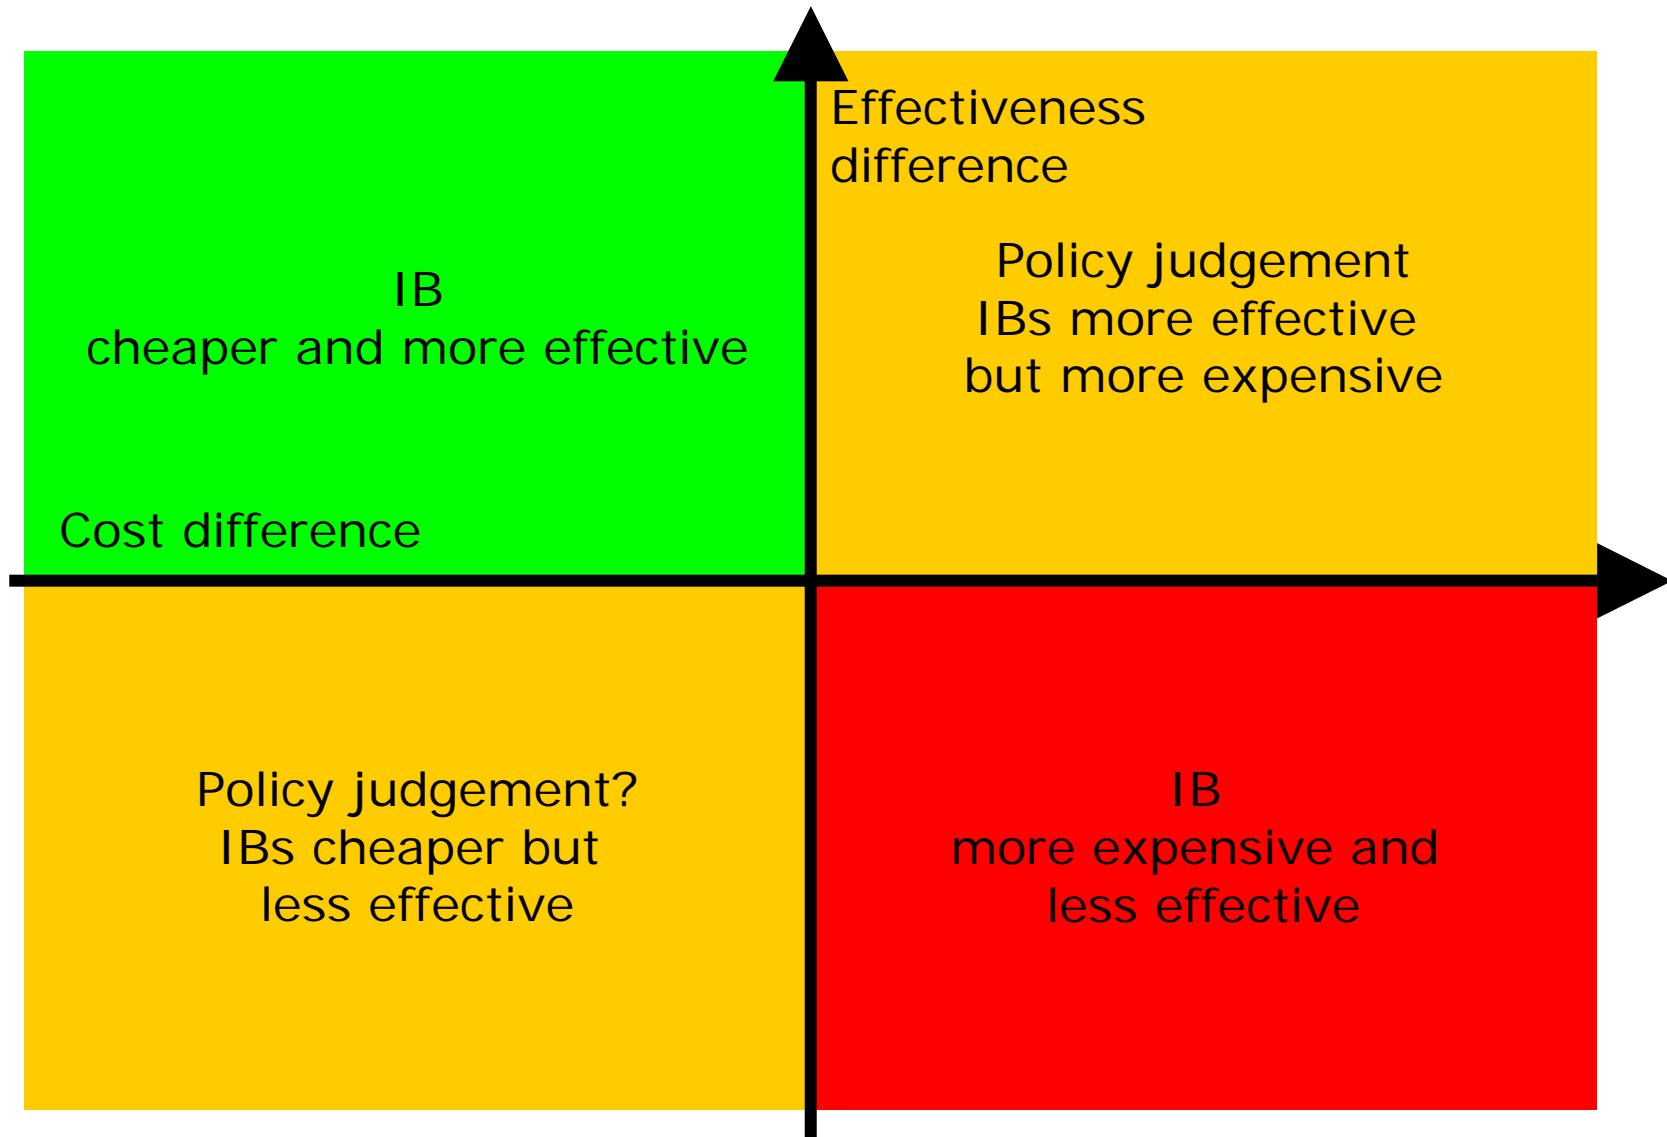 Effectiveness
difference
IB
cheaper and more effective
Policy judgement
IBs more effective
but more expensive
Cost difference
Policy judgement?
IBs cheaper but
less effective
IB
more expensive and
less effective